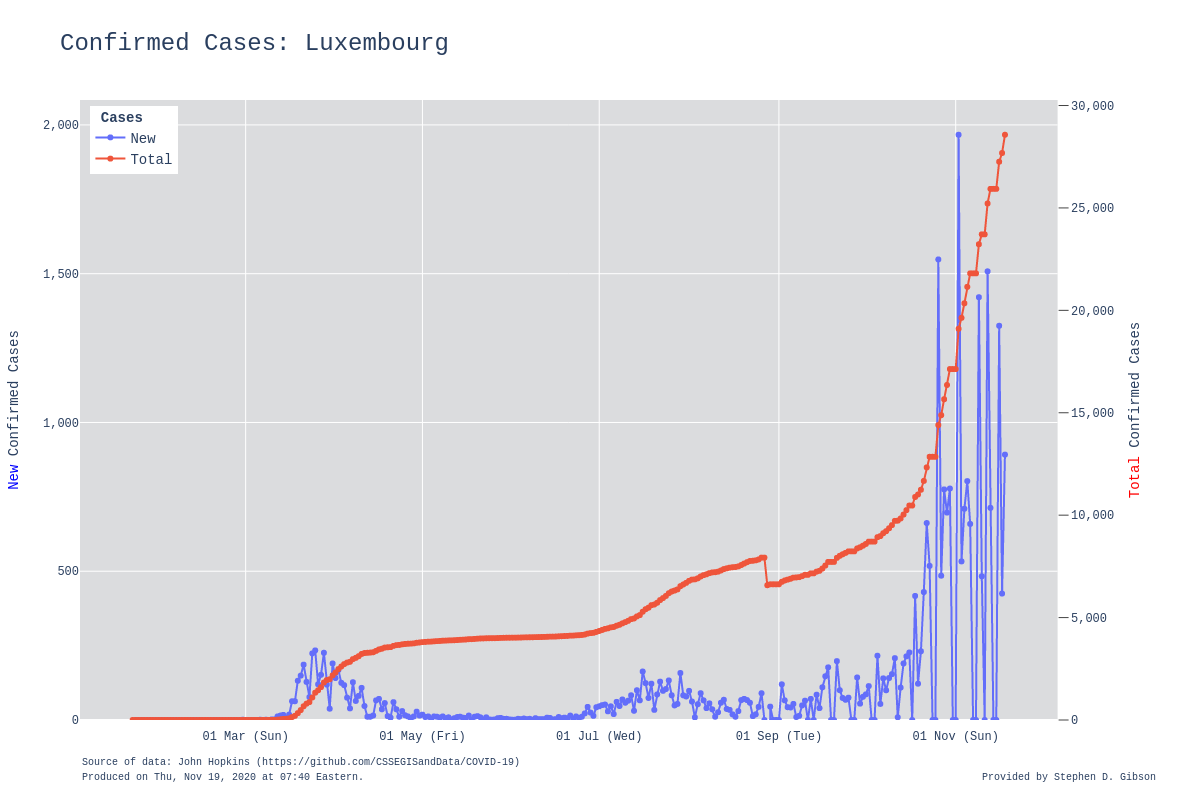 Confirmed Cases: Luxembourg
Cases
New
Total
2,000
1,500
1,000
500
0
30,000
25,000
20,000
15,000
10,000
5,000
0
New Confirmed Cases
Total Confirmed Cases
01 Mar (Sun)
01 May (Fri)
01 Jul (Wed)
01 Sep (Tue)
01 Nov (Sun)
Source of data: John Hopkins (https://github.com/CSSEGISandData/COVID-19)
Produced on Thu, Nov 19, 2020 at 07:40 Eastern.
Provided by Stephen D. Gibson